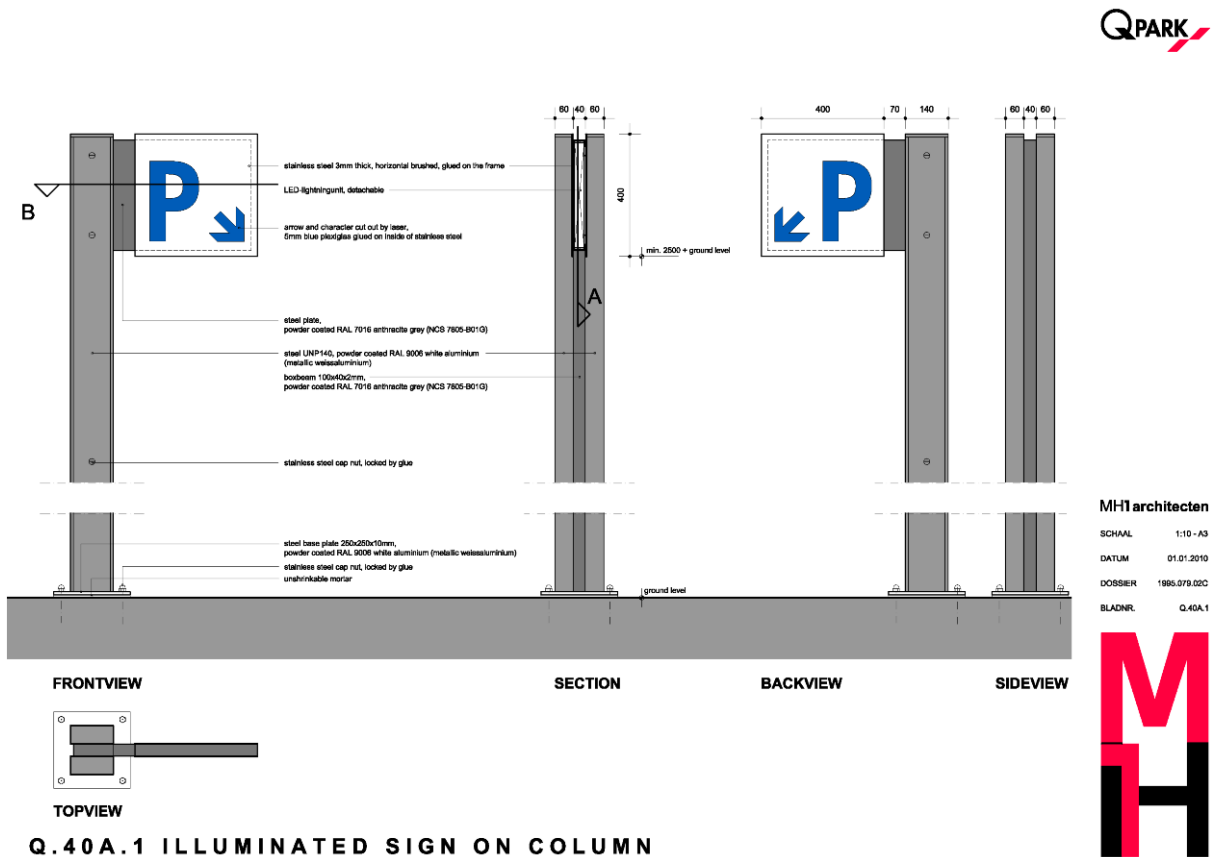 Q PARK
60 40 60
400 70 140
60 40 60
stainless steel 3mm thick, horizontal brushed, glued on the frame
LED-lightningunit, detachable
B
P
400
P
arrow and character cut out by laser,
5mm blue plexiglas glued on inside of stainless steel
min. 2500 + ground level
A
steel plate,
powder coated RAL 7016 anthracite grey (NCS 7805-B01G)
steel UNP140, powder coated RAL 9006 white aluminium
(metallic weissaluminium)
boxbeam 100x40x2mm,
powder coated RAL 7016 anthracite grey (NCS 7805-B01G)
stainless steel cap nut, locked by glue
steel base plate 250x250x10mm,
powder coated RAL 9006 white aluminium (metallic weissaluminium)
stainless steel cap nut, locked by glue
unshrinkable mortar
ground level
MH1architecten
SCHAAL 1:10 - A3
DATUM 01.01.2010
DOSSIER 1995.079.02C
BLADNR. Q.40A.1
FRONTVIEW
SECTION
BACKVIEW
SIDEVIEW
M1H
TOPVIEW
Q.40A.1 ILLUMINATED SIGN ON COLUMN